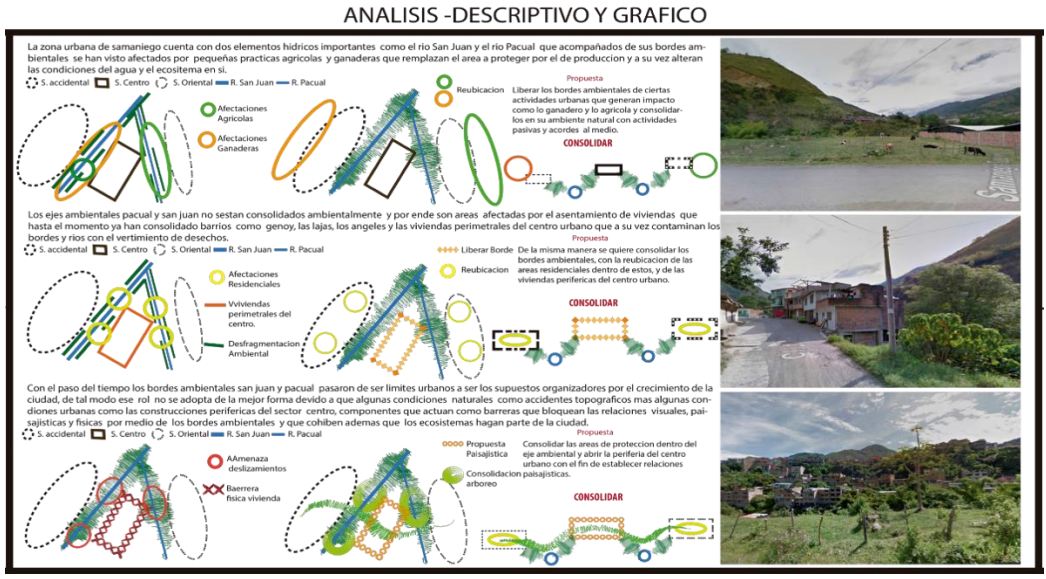 ANALISIS -DESCRIPTIVO Y GRAFICO
La zona urbana de samaniego cuenta con dos elementos hidricos importantes como el rio San Juan y el rio Pacual que acompañados de sus bordes am-
bientales se han visto afectados por pequeñas practicas agricolas y ganaderas que remplazan el area a proteger por el de produccion y a su vez alteran
las condiciones del agua y el ecositema en si,
S. accidental S. Centro S. Oriental R. San Juan R. Pacual
Afectaciones
Agricolas
Afectaciones
Ganaderas
Reubicacion
Propuesta
Liberar los bordes ambientales de ciertas
actividades urbanas que generan impacto
como lo ganadero y lo agricola y consolidar-
los en su ambiente natural con actividades
pasivas y acordes al medio.
CONSOLIDAR
Los ejes ambientales pacual y san juan no sestan consolidados ambientalmente y por ende son areas afectadas por el asentamiento de viviendas que
hasta el momento ya han consolidado barrios como genoy, las lajas, los angeles y las viviendas perimetrales del centro urbano que a su vez contaminan los
bordes y rios con el vertimiento de desechos.
S. accidental S. Centro S. Oriental R. San Juan R. Pacual
Afectaciones
Residenciales
Vviviendas
perimetrales del
centro.
Desfragmentacion
Ambiental
Liberar Borde
Reubicacion
Propuesta
De la misma manera se quiere consolidar los
bordes ambientales, con la reubicacion de las
areas residenciales dentro de estos, y de las
viviendas perifericas del centro urbano.
CONSOLIDAR
Con el paso del tiempo los bordes ambientales san juan y pacual pasaron de ser limites urbanos a ser los supuestos organizadores por el crecimiento de la
ciudad, de tal modo ese rol no se adopta de la mejor forma devido a que algunas condiciones naturales como accidentes topograficos mas algunas con-
diones urbanas como las construcciones perifericas del sector centro, componentes que actuan como barreras que bloquean las relaciones visuales, pai-
sajisticas y fisicas por medio de los bordes ambientales y que cohiben ademas que los ecosistemas hagan parte de la ciudad.
S. accidental S. Centro S. Oriental R. San Juan R. Pacual
AAmenaza
deslizamientos
Baerrera
fisica vivienda
Propuesta
Paisajistica
Consolidacion
arboreo
Propuesta
Consolidar las areas de proteccion dentro del
eje ambiental y abrir la periferia del centro
urbano con el fin de establecer relaciones
paisajisticas.
CONSOLIDAR